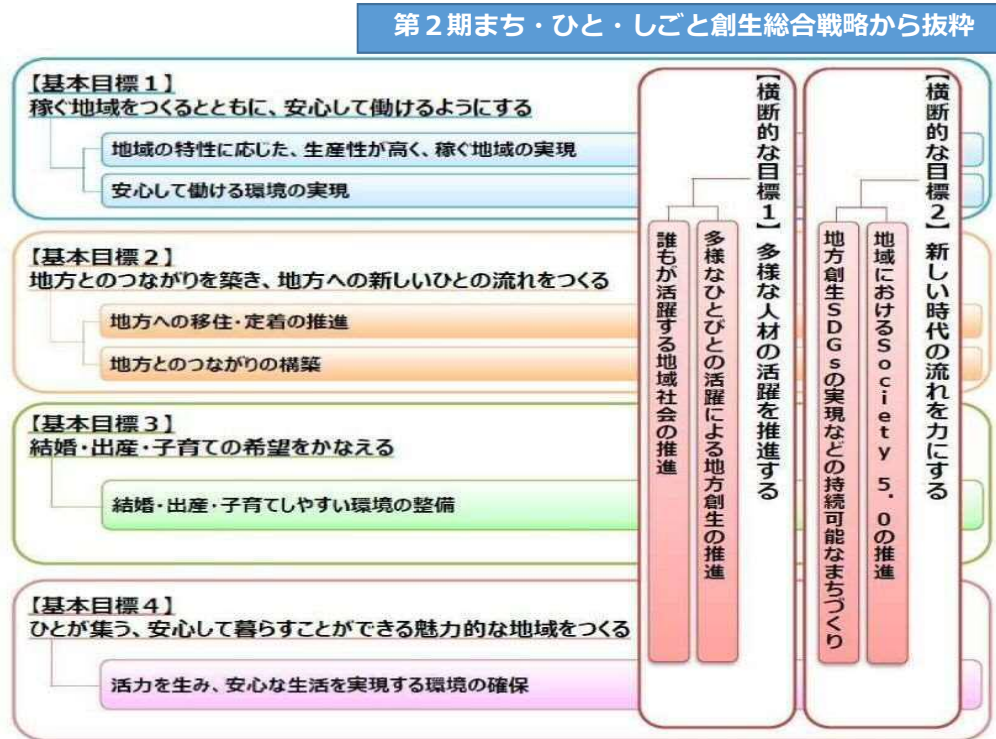 第２期まち・ひと・しごと創生総合戦略から抜粋
【基本目標１】
稼ぐ地域をつくるとともに、安心して働けるようにする
地域の特性に応じた、生産性が高く、稼ぐ地域の実現
安心して働ける環境の実現
【基本目標２】
地方とのつながりを築き、地方への新しいひとの流れをつくる
地方への移住・定着の推進
地方とのつながりの構築
【基本目標３】
結婚・出産・子育ての希望をかなえる
結婚・出産・子育てしやすい環境の整備
【基本目標４】
ひとが集う、安心して暮らすことができる魅力的な地域をつくる
活力を生み、安心な生活を実現する環境の確保
【横断的な目標１】多様な人材の活躍を推進する
多様なひとびとの活躍による地方創生の推進
誰もが活躍する地域社会の推進
【横断的な目標２】新しい時代の流れを力にする
地域におけるＳｏｃｉｅｔｙ ５．０の推進
地方創生ＳＤＧｓの実現などの持続可能なまちづくり